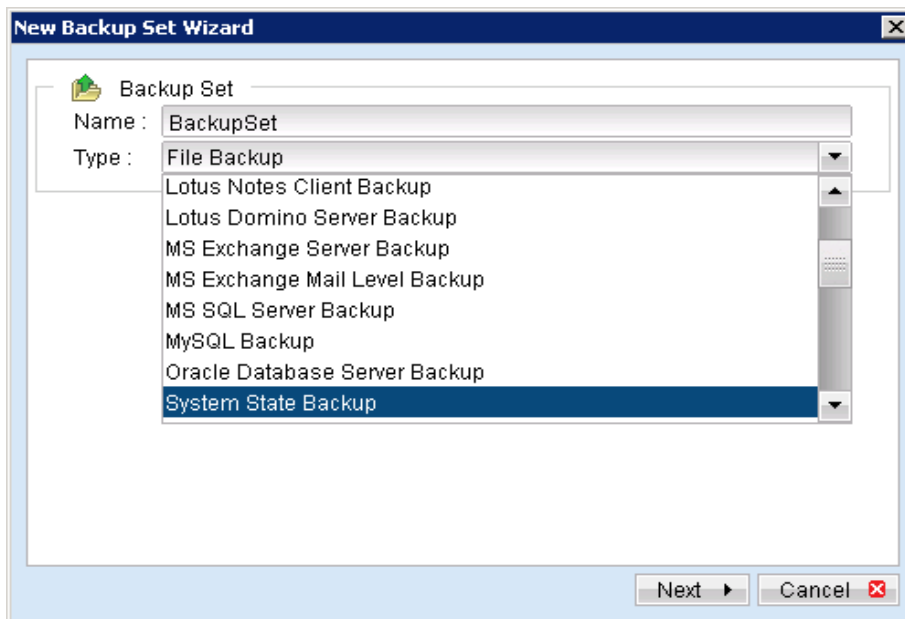 New Backup Set Wizard
Backup Set
Name : BackupSet
Type : File Backup
Lotus Notes Client Backup
Lotus Domino Server Backup
MS Exchange Server Backup
MS Exchange Mail Level Backup
MS SQL Server Backup
MySQL Backup
Oracle Database Server Backup
System State Backup
Next Cancel